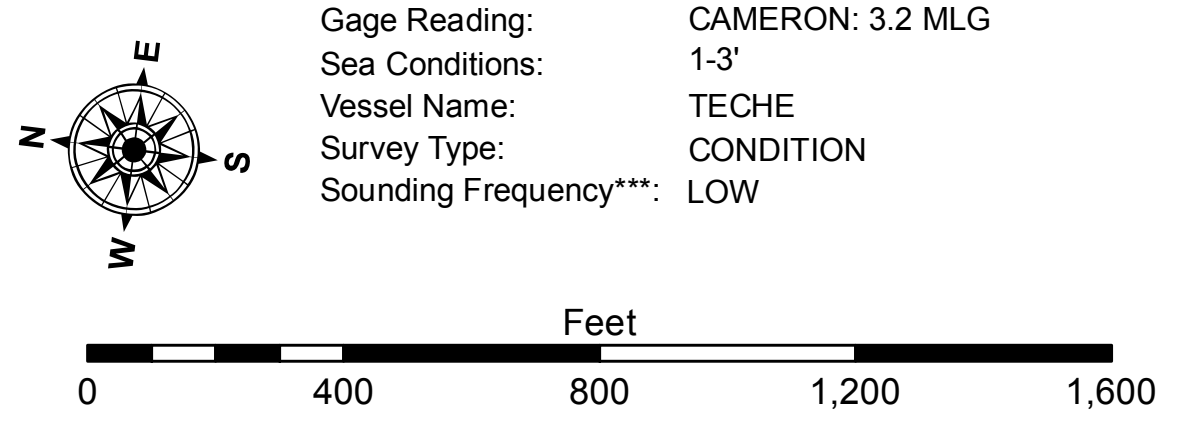 Gage Reading: CAMERON: 3.2 MLG
Sea Conditions: 1-3'
Vessel Name: TECHE
Survey Type: CONDITION
Sounding Frequency***: LOW
N
E
S
W
Feet
0 400 800 1,200 1,600